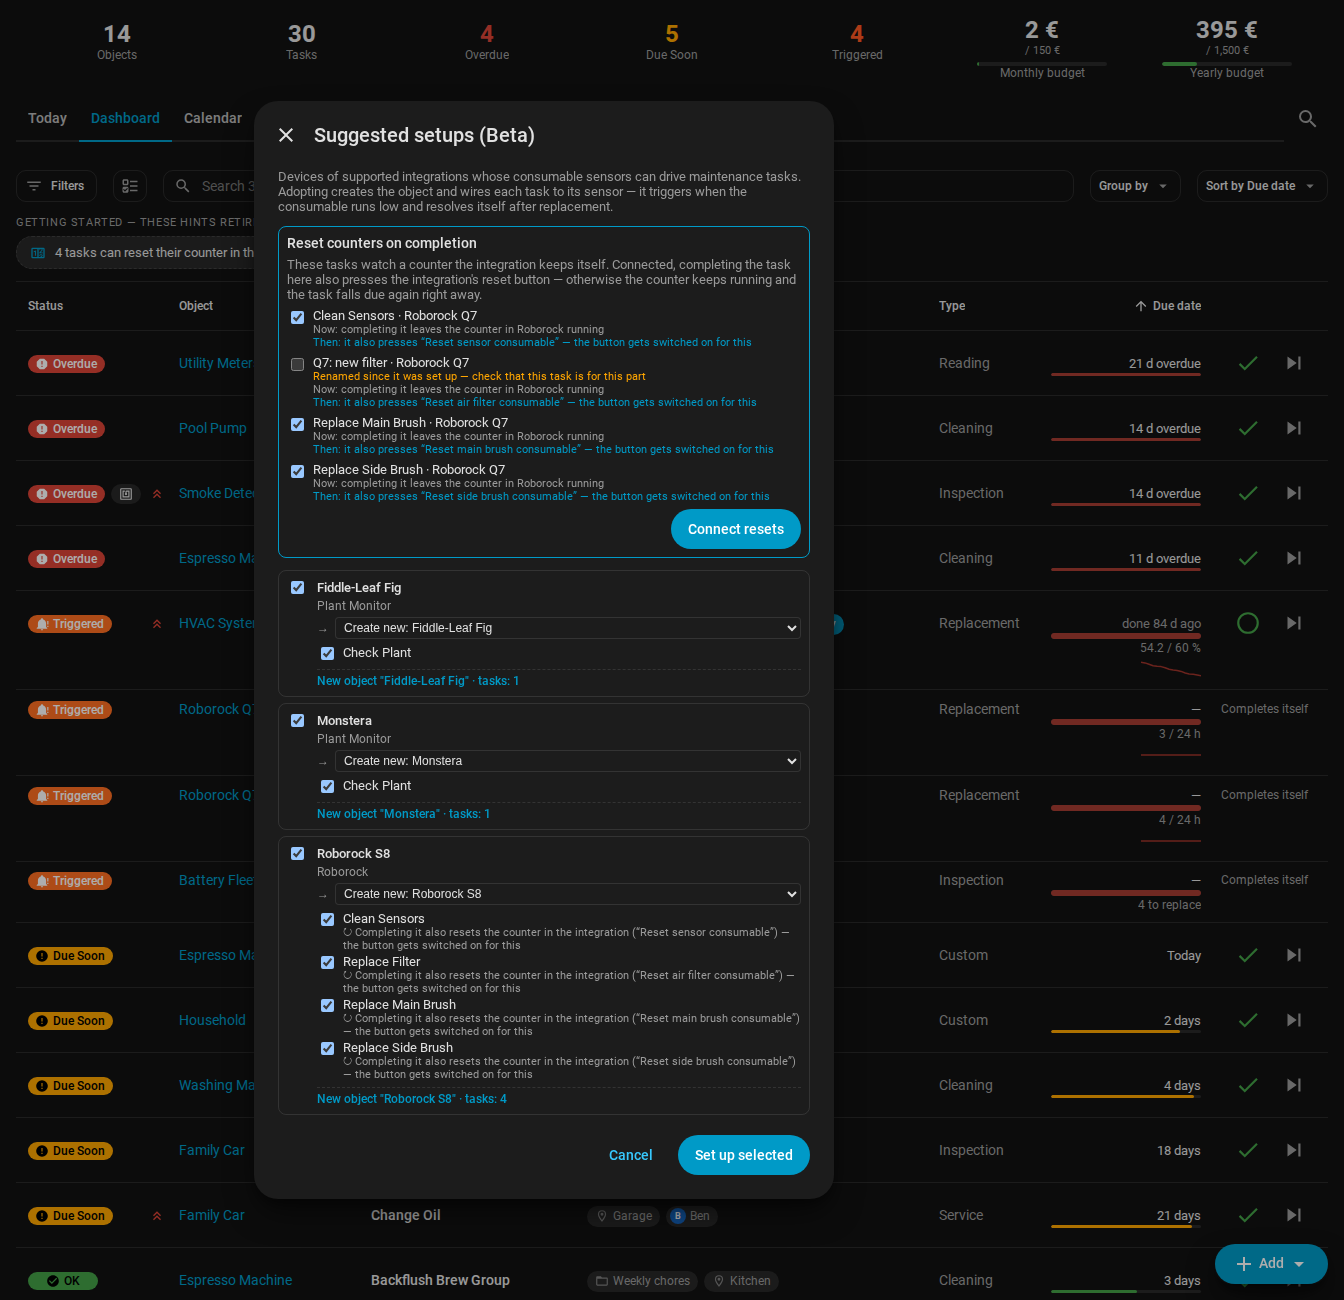 14
Objects
30
Tasks
4
Overdue
5
Due Soon
4
Triggered
2 €
/ 150 €
Monthly budget
395 €
/ 1,500 €
Yearly budget
Today
Dashboard
Calendar
Filters
Search 3
Group by
Sort by Due date
GETTING STARTED — THESE HINTS RETIR
4 tasks can reset their counter in th
Status
Object
Type
Due date
Suggested setups (Beta)
Devices of supported integrations whose consumable sensors can drive maintenance tasks.
Adopting creates the object and wires each task to its sensor — it triggers when the
consumable runs low and resolves itself after replacement.
Reset counters on completion
These tasks watch a counter the integration keeps itself. Connected, completing the task
here also presses the integration's reset button — otherwise the counter keeps running and
the task falls due again right away.
Clean Sensors · Roborock Q7
Now: completing it leaves the counter in Roborock running
Then: it also presses “Reset sensor consumable” — the button gets switched on for this
Q7: new filter · Roborock Q7
Renamed since it was set up — check that this task is for this part
Now: completing it leaves the counter in Roborock running
Then: it also presses “Reset air filter consumable” — the button gets switched on for this
Replace Main Brush · Roborock Q7
Now: completing it leaves the counter in Roborock running
Then: it also presses “Reset main brush consumable” — the button gets switched on for this
Replace Side Brush · Roborock Q7
Now: completing it leaves the counter in Roborock running
Then: it also presses “Reset side brush consumable” — the button gets switched on for this
Connect resets
Fiddle-Leaf Fig
Plant Monitor
→ Create new: Fiddle-Leaf Fig
Check Plant
New object "Fiddle-Leaf Fig" · tasks: 1
Monstera
Plant Monitor
→ Create new: Monstera
Check Plant
New object "Monstera" · tasks: 1
Roborock S8
Roborock
→ Create new: Roborock S8
Clean Sensors
Completing it also resets the counter in the integration (“Reset sensor consumable”) —
the button gets switched on for this
Replace Filter
Completing it also resets the counter in the integration (“Reset air filter consumable”) —
the button gets switched on for this
Replace Main Brush
Completing it also resets the counter in the integration (“Reset main brush consumable”)
— the button gets switched on for this
Replace Side Brush
Completing it also resets the counter in the integration (“Reset side brush consumable”)
— the button gets switched on for this
New object "Roborock S8" · tasks: 4
Cancel
Set up selected
Overdue
Utility Meter
Reading
21 d overdue
Overdue
Pool Pump
Cleaning
14 d overdue
Overdue
Smoke Dete
Inspection
14 d overdue
Overdue
Espresso Ma
Cleaning
11 d overdue
Triggered
HVAC Syste
Replacement
done 84 d ago
54.2 / 60 %
Triggered
Roborock Q
Replacement
—
3 / 24 h
Completes itself
Triggered
Roborock Q
Replacement
—
4 / 24 h
Completes itself
Triggered
Battery Flee
Inspection
—
4 to replace
Completes itself
Due Soon
Espresso Ma
Custom
Today
Due Soon
Household
Custom
2 days
Due Soon
Washing Ma
Cleaning
4 days
Due Soon
Family Car
Inspection
18 days
Due Soon
Family Car
Change Oil
Garage
B
Ben
Service
21 days
OK
Espresso Machine
Backflush Brew Group
Weekly chores
Kitchen
Cleaning
3 days
Add